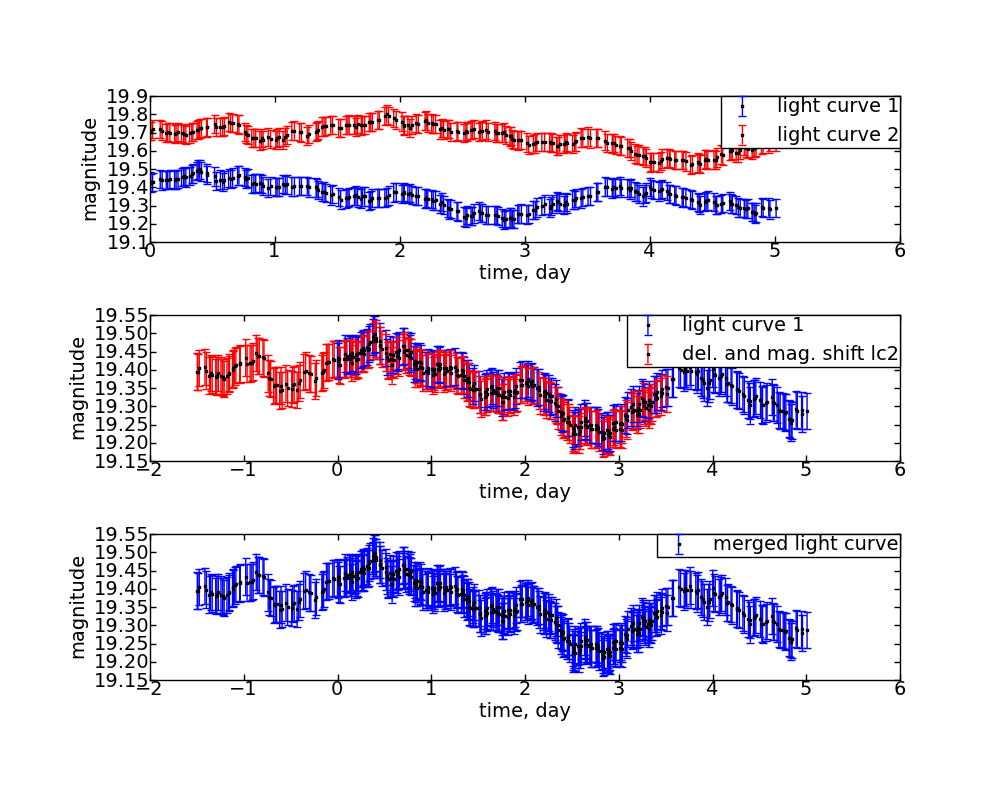 19.9
19.8
19.7
19.6
19.5
19.4
19.3
19.2
19.1
magnitude
light curve 1
light curve 2
0 1 2 3 4 5 6
time, day
19.55
19.50
19.45
19.40
19.35
19.30
19.25
19.20
19.15
magnitude
light curve 1
del. and mag. shift lc2
−2 −1 0 1 2 3 4 5 6
time, day
19.55
19.50
19.45
19.40
19.35
19.30
19.25
19.20
19.15
magnitude
merged light curve
−2 −1 0 1 2 3 4 5 6
time, day